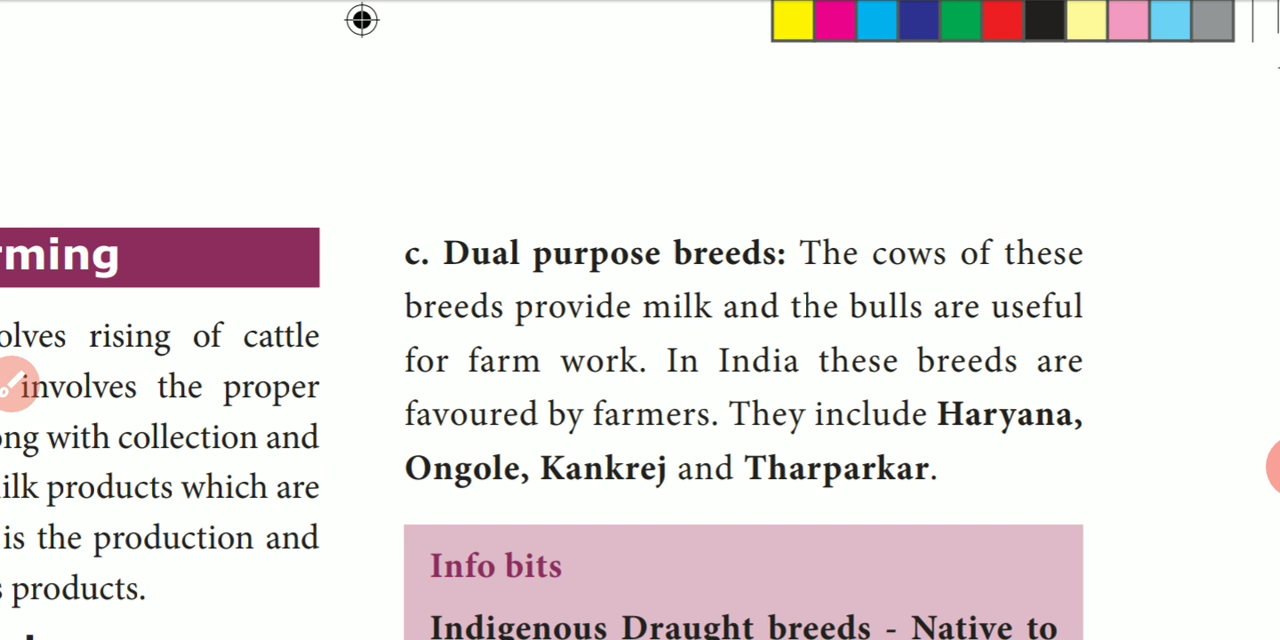 rming
olves rising of cattle
involves the proper
ong with collection and
ilk products which are
is the production and
s products.
c. Dual purpose breeds: The cows of these
breeds provide milk and the bulls are useful
for farm work. In India these breeds are
favoured by farmers. They include Haryana,
Ongole, Kankrej and Tharparkar.
Info bits
Indigenous Draught breeds - Native to